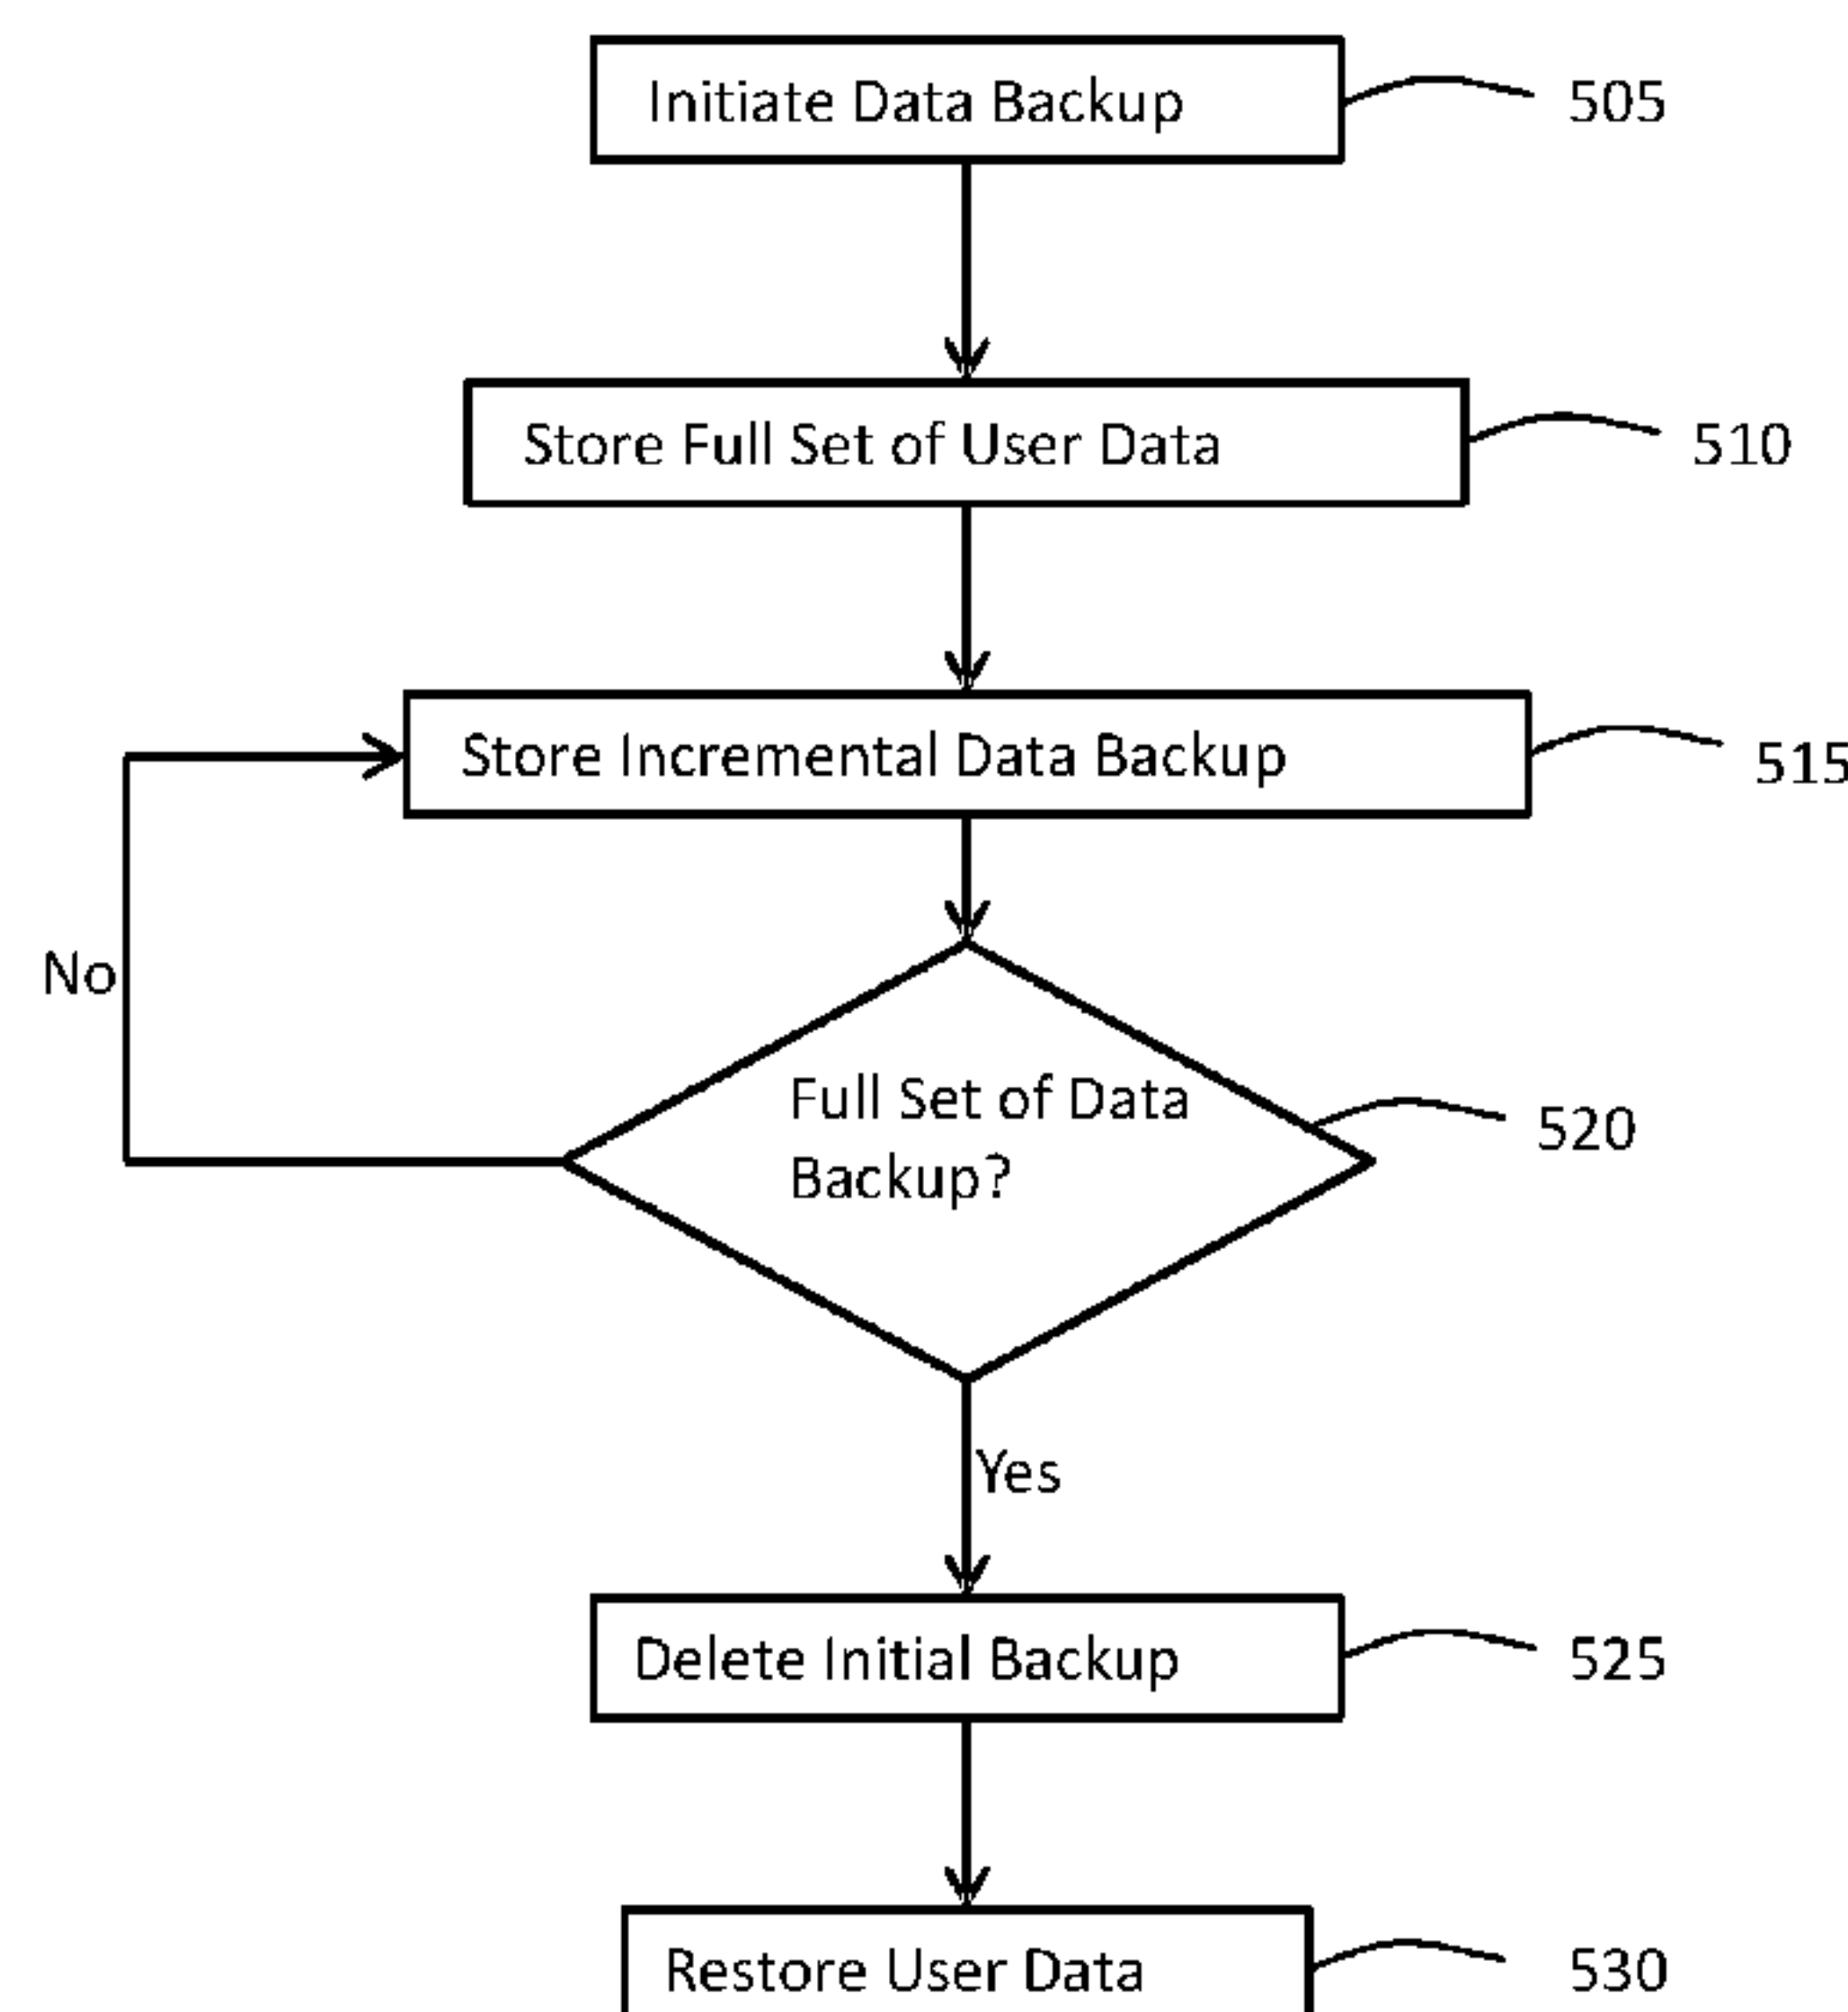 Initiate Data Backup
505
Store Full Set of User Data
510
Store Incremental Data Backup
515
No
Full Set of Data
Backup?
520
Yes
Delete Initial Backup
525
Restore User Data
530